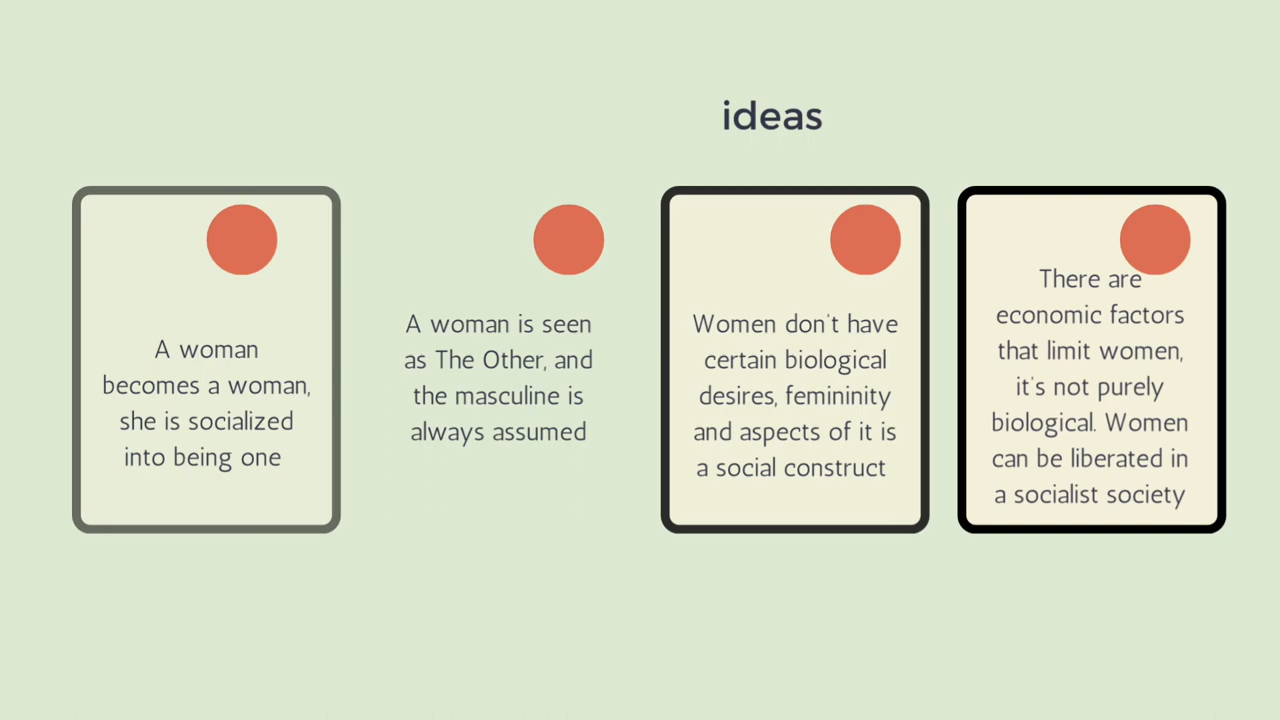 ideas
A woman
becomes a woman,
she is socialized
into being one
A woman is seen
as The Other, and
the masculine is
always assumed
Women don't have
certain biological
desires, femininity
and aspects of it is
a social construct
There are
economic factors
that limit women,
it's not purely
biological. Women
can be liberated in
a socialist society